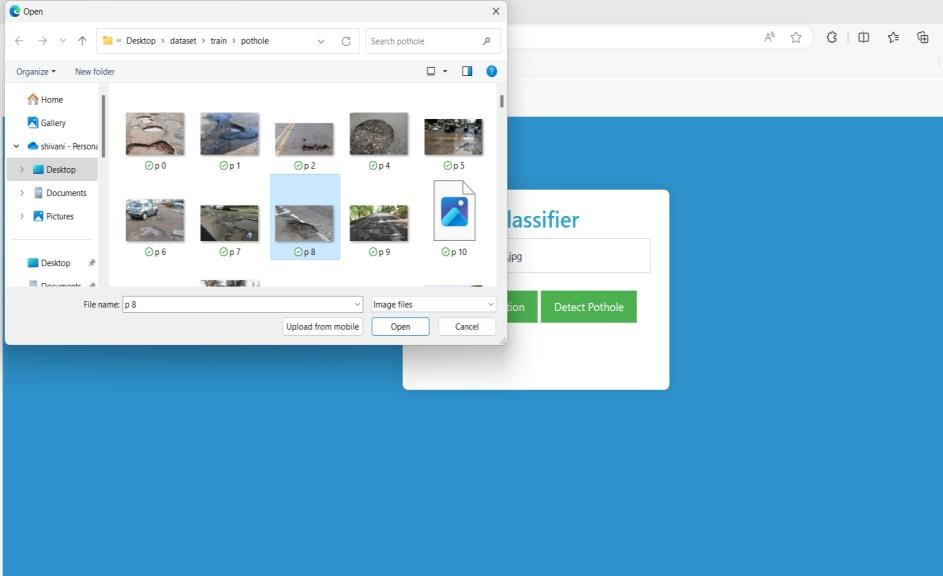 Open
« Desktop › dataset › train › pothole
Search pothole
Organize
New folder
Home
Gallery
shivani - Persona
Desktop
Documents
Pictures
Desktop
Documents
p 0
p 1
p 2
p 4
p 5
p 6
p 7
p 8
p 9
p 10
File name: p 8
Image files
Upload from mobile
Open
Cancel
lassifier
.jpg
tion
Detect Pothole